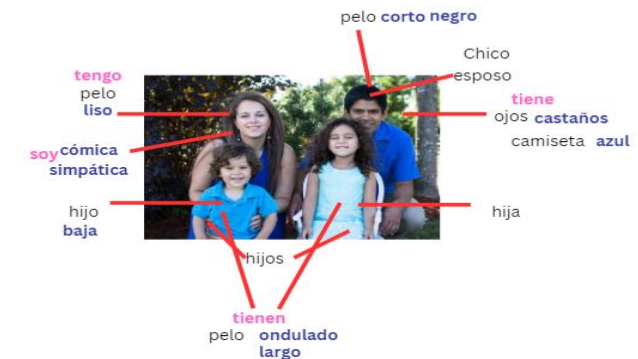 pelo corto negro
Chico
esposo
tengo
pelo
liso
tiene
ojos castaños
camiseta azul
soy cómica
simpática
hijo
baja
hija
hijos
tienen
pelo ondulado
largo